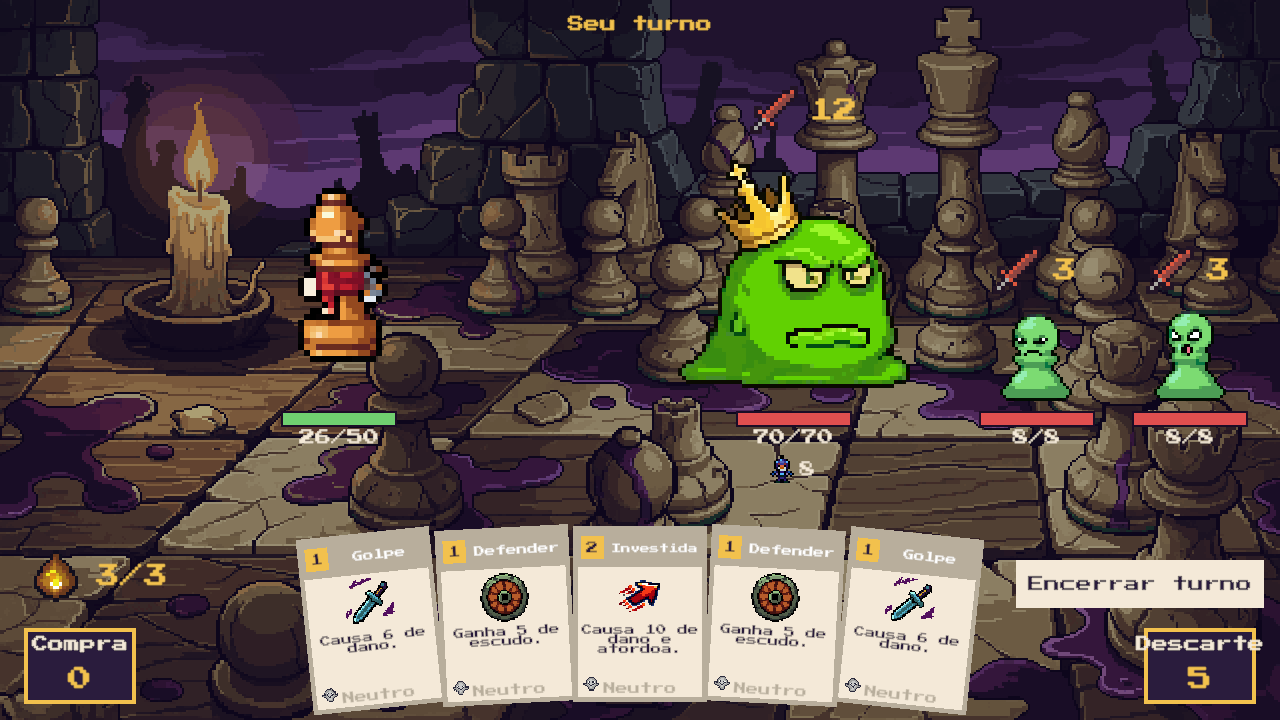 Seu turno
12
3
3
26/50
70/70
8/8
8/8
8
1 Golpe
Causa 6 de
dano.
Neutro
1 Defender
Ganha 5 de
escudo.
Neutro
2 Investida
Causa 10 de
dano e
atordoa.
Neutro
1 Defender
Ganha 5 de
escudo.
Neutro
1 Golpe
Causa 6 de
dano.
Neutro
3/3
Compra
0
Encerrar turno
Descarte
5